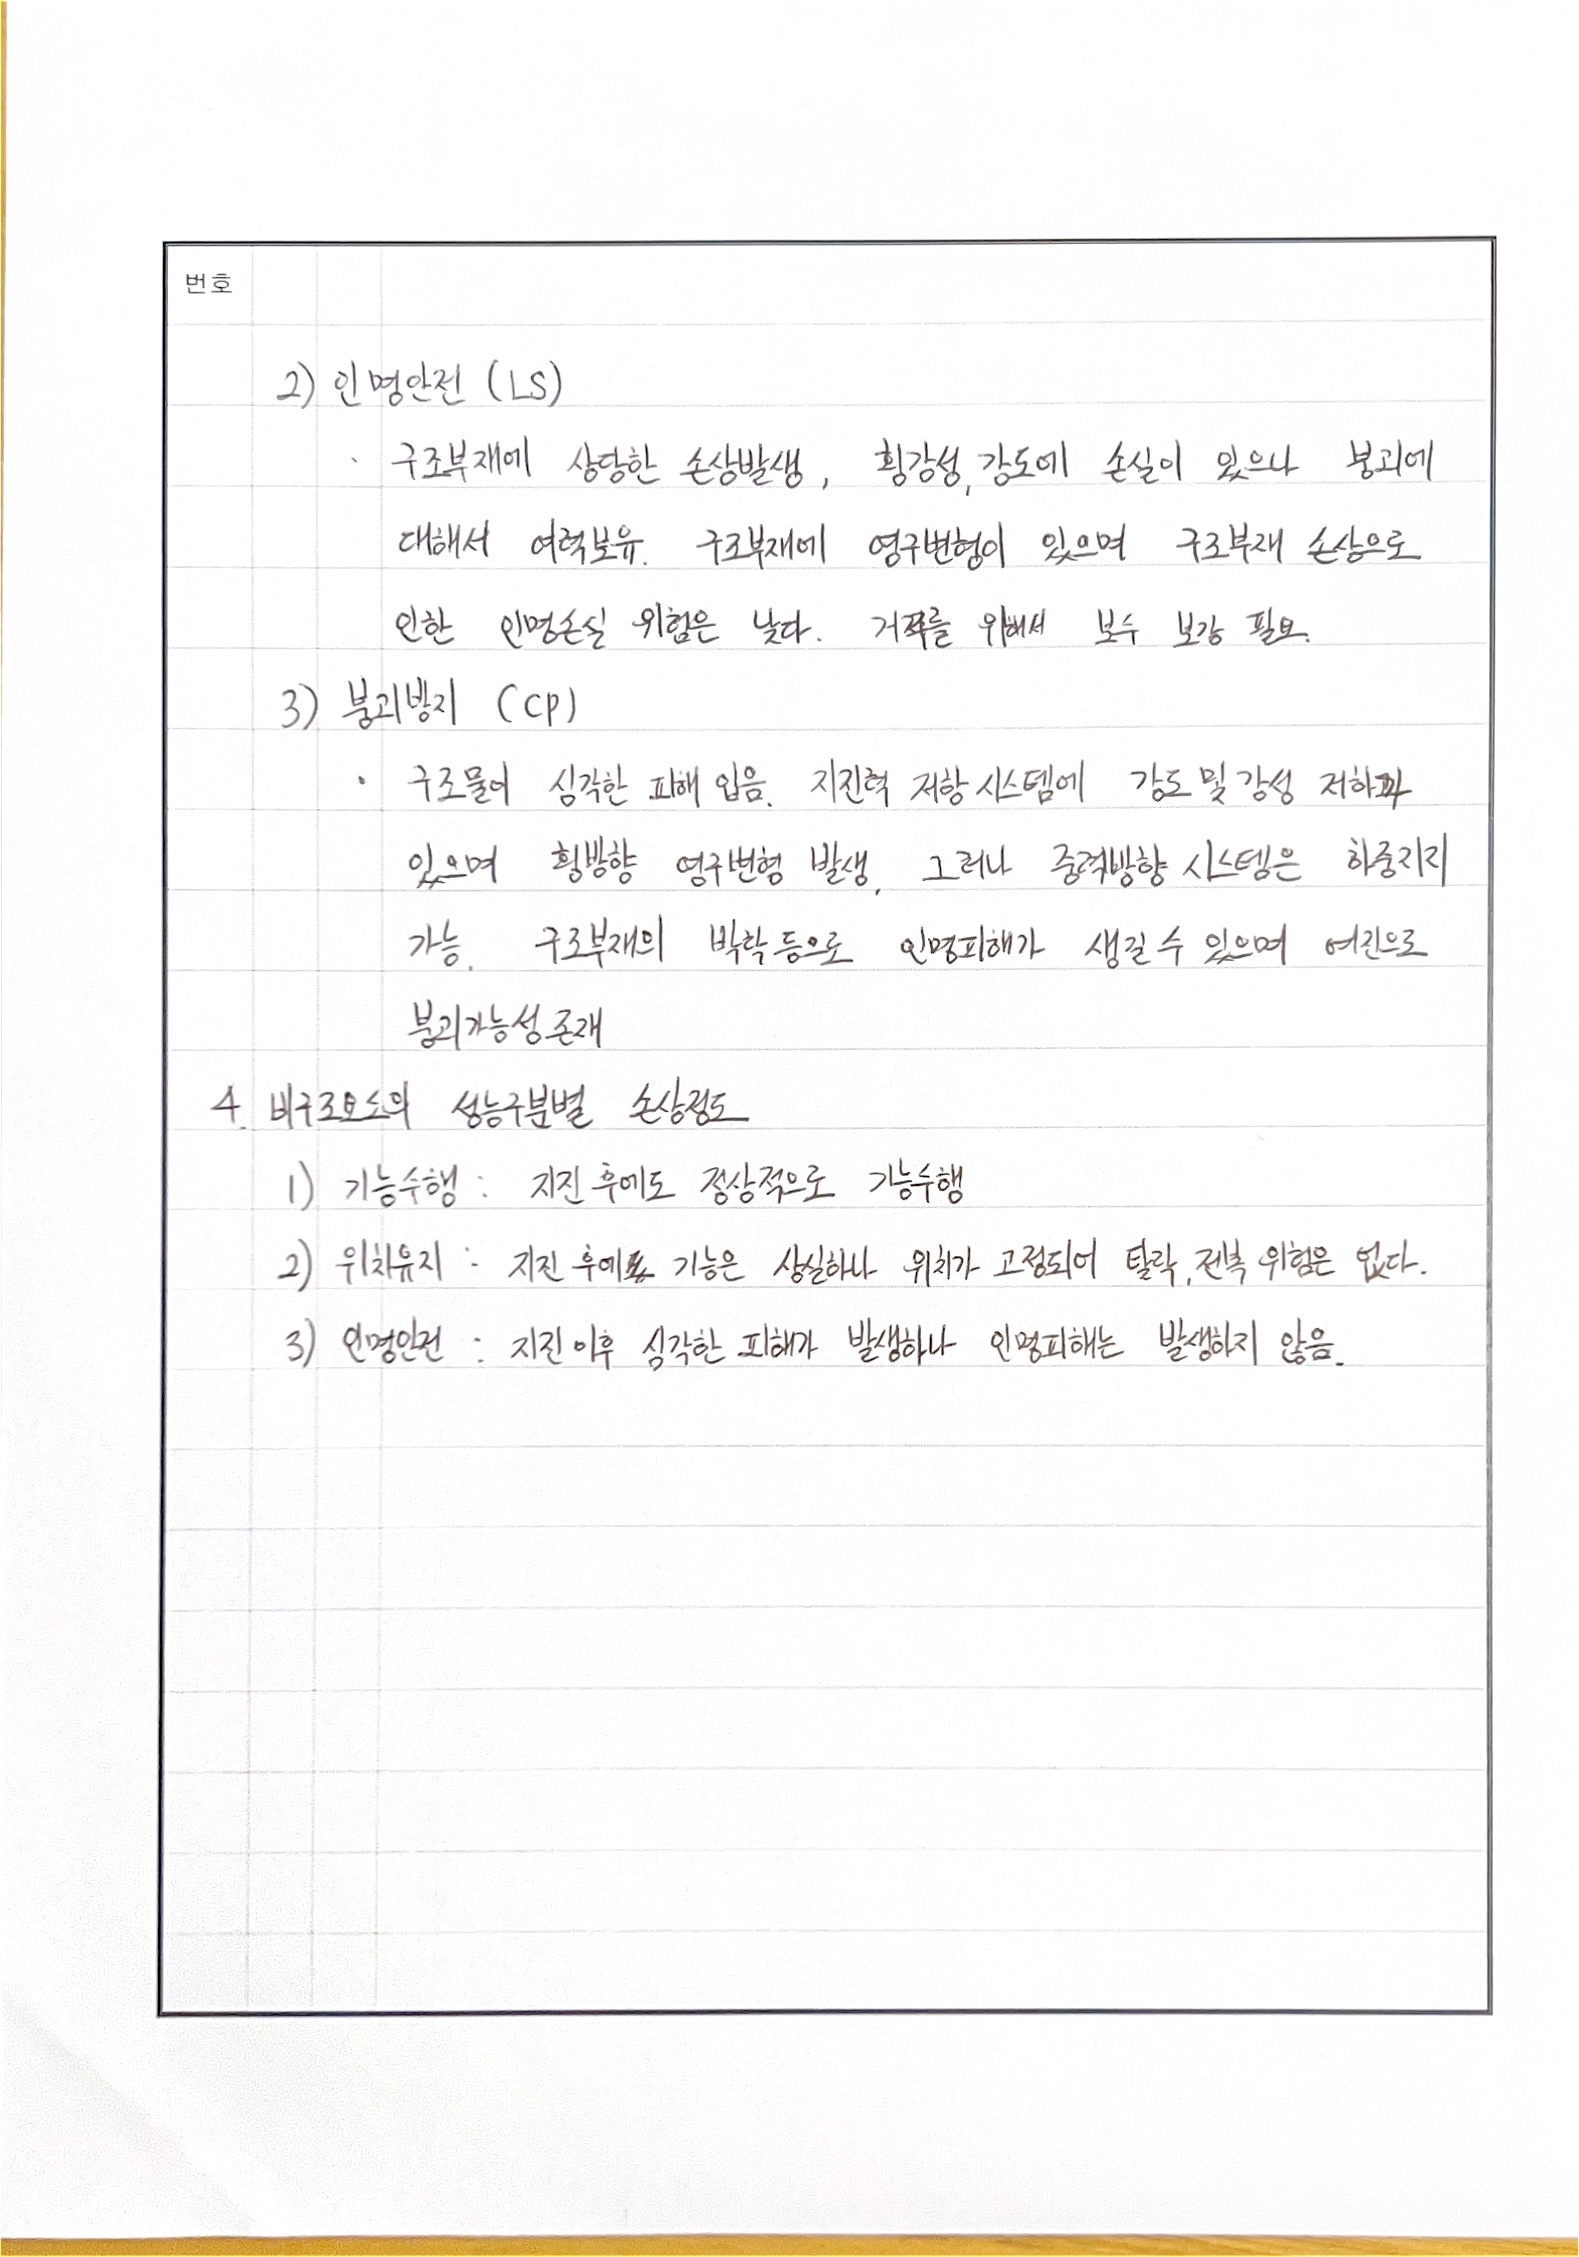 번호
2) 인명안전 (LS)
· 구조부재에 상당한 손상발생, 횡강성, 강도에 손실이 있으나 붕괴에
대해서 여력보유. 구조부재에 영구변형이 있으며 구조부재 손상으로
인한 인명손실 위험은 낮다. 거주를 위해서 보수 보강 필요.
3) 붕괴방지 (CP)
· 구조물이 심각한 피해 입음. 지진력 저항 시스템에 강도 및 강성 저하가
있으며 횡방향 영구변형 발생, 그러나 중력방향 시스템은 하중지지
가능. 구조부재의 박락 등으로 인명피해가 생길 수 있으며 여진으로
붕괴가능성 존재
4. 비구조요소의 성능구분별 손상정도
1) 기능수행 : 지진 후에도 정상적으로 기능수행
2) 위치유지 : 지진 후에 기능은 상실하나 위치가 고정되어 탈락, 전복 위험은 없다.
3) 인명안전 : 지진 이후 심각한 피해가 발생하나 인명피해는 발생하지 않음.